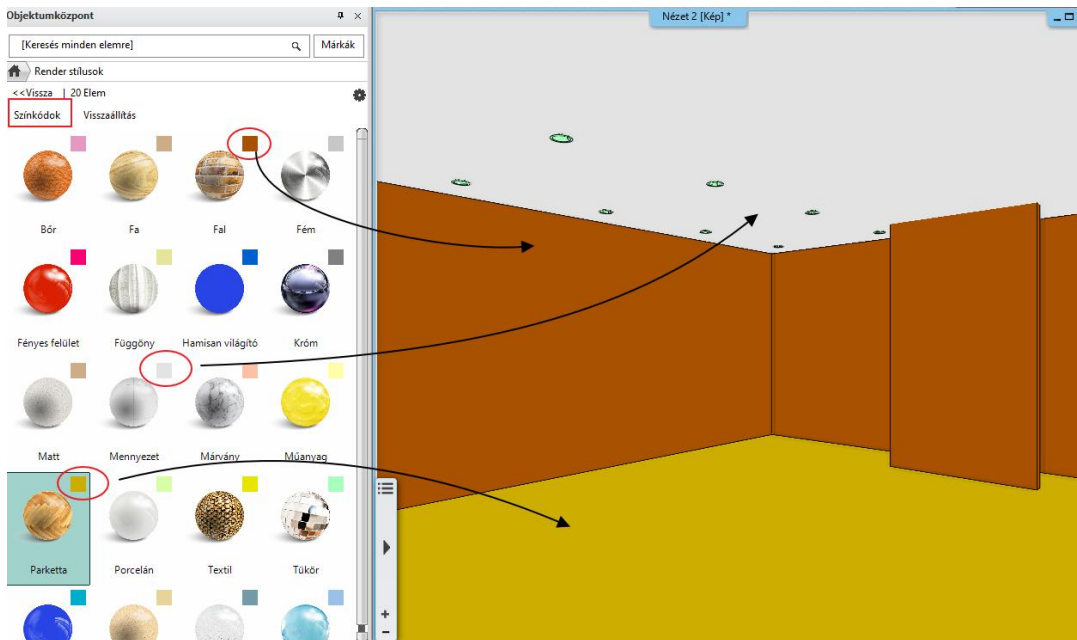 Objektumközpont
Nézet 2 [Kép] *
[Keresés minden elemre]
Márkák
Render stílusok
<<Vissza | 20 Elem
Színkódok Visszaállítás
Bőr Fa Fal Fém
Fényes felület Függöny Hamisan világító Króm
Matt Mennyezet Márvány Műanyag
Parketta Porcelán Textil Tükör